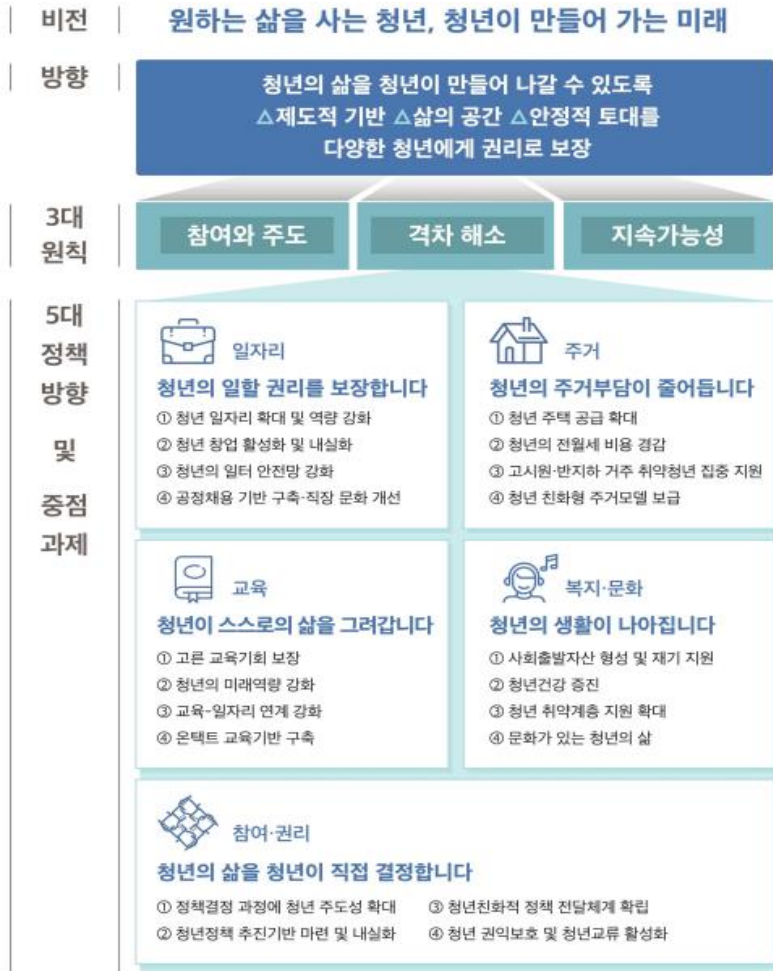 비전
원하는 삶을 사는 청년, 청년이 만들어 가는 미래
방향
청년의 삶을 청년이 만들어 나갈 수 있도록
△제도적 기반 △삶의 공간 △안정적 토대를
다양한 청년에게 권리로 보장
3대
원칙
참여와 주도
격차 해소
지속가능성
5대
정책
방향
및
중점
과제
일자리
청년의 일할 권리를 보장합니다
① 청년 일자리 확대 및 역량 강화
② 청년 창업 활성화 및 내실화
③ 청년의 일터 안전망 강화
④ 공정채용 기반 구축·직장 문화 개선
주거
청년의 주거부담이 줄어듭니다
① 청년 주택 공급 확대
② 청년의 전월세 비용 경감
③ 고시원·반지하 거주 취약청년 집중 지원
④ 청년 친화형 주거모델 보급
교육
청년이 스스로의 삶을 그려갑니다
① 고른 교육기회 보장
② 청년의 미래역량 강화
③ 교육-일자리 연계 강화
④ 온택트 교육기반 구축
복지·문화
청년의 생활이 나아집니다
① 사회출발자산 형성 및 재기 지원
② 청년건강 증진
③ 청년 취약계층 지원 확대
④ 문화가 있는 청년의 삶
참여·권리
청년의 삶을 청년이 직접 결정합니다
① 정책결정 과정에 청년 주도성 확대
② 청년정책 추진기반 마련 및 내실화
③ 청년친화적 정책 전달체계 확립
④ 청년 권익보호 및 청년교류 활성화